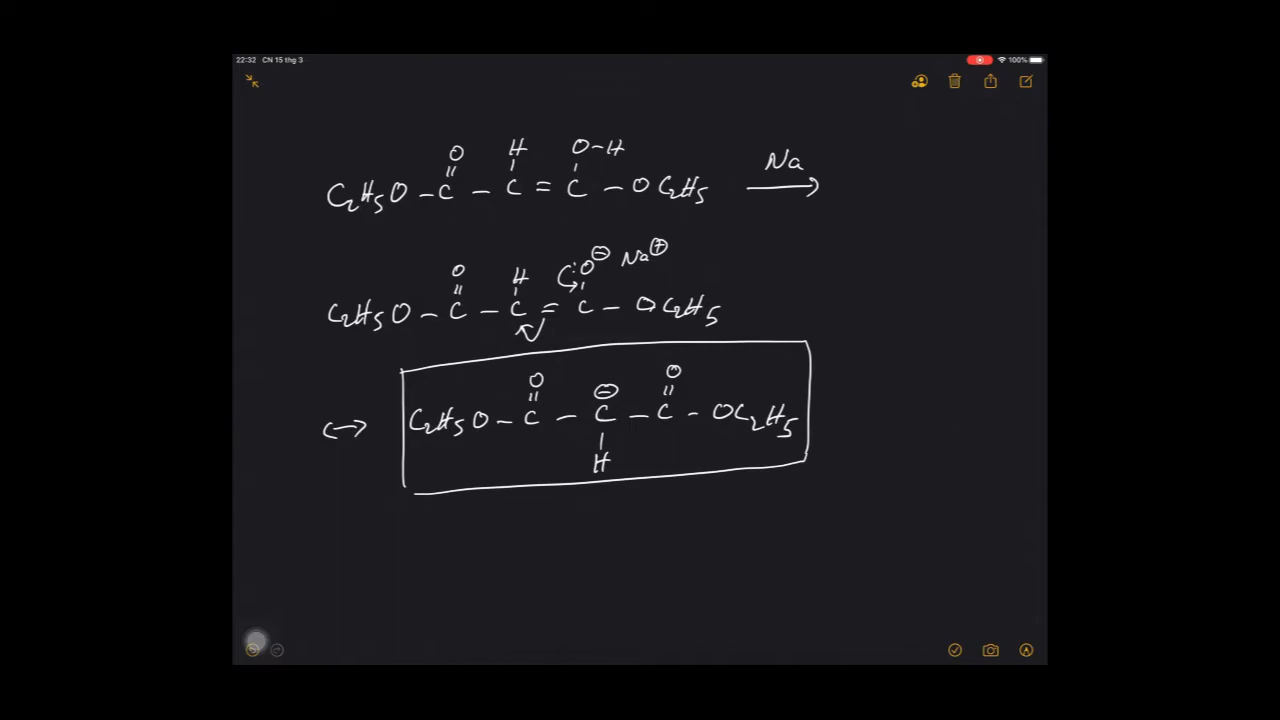 22:32 CN 15 thg 3 100%
O H O-H
C2H5O - C - C = C - OC2H5 Na →
O H O⊖ Na⊕
C2H5O - C - C = C - OC2H5
O ⊖ O
↔ C2H5O - C - C - C - OC2H5
H